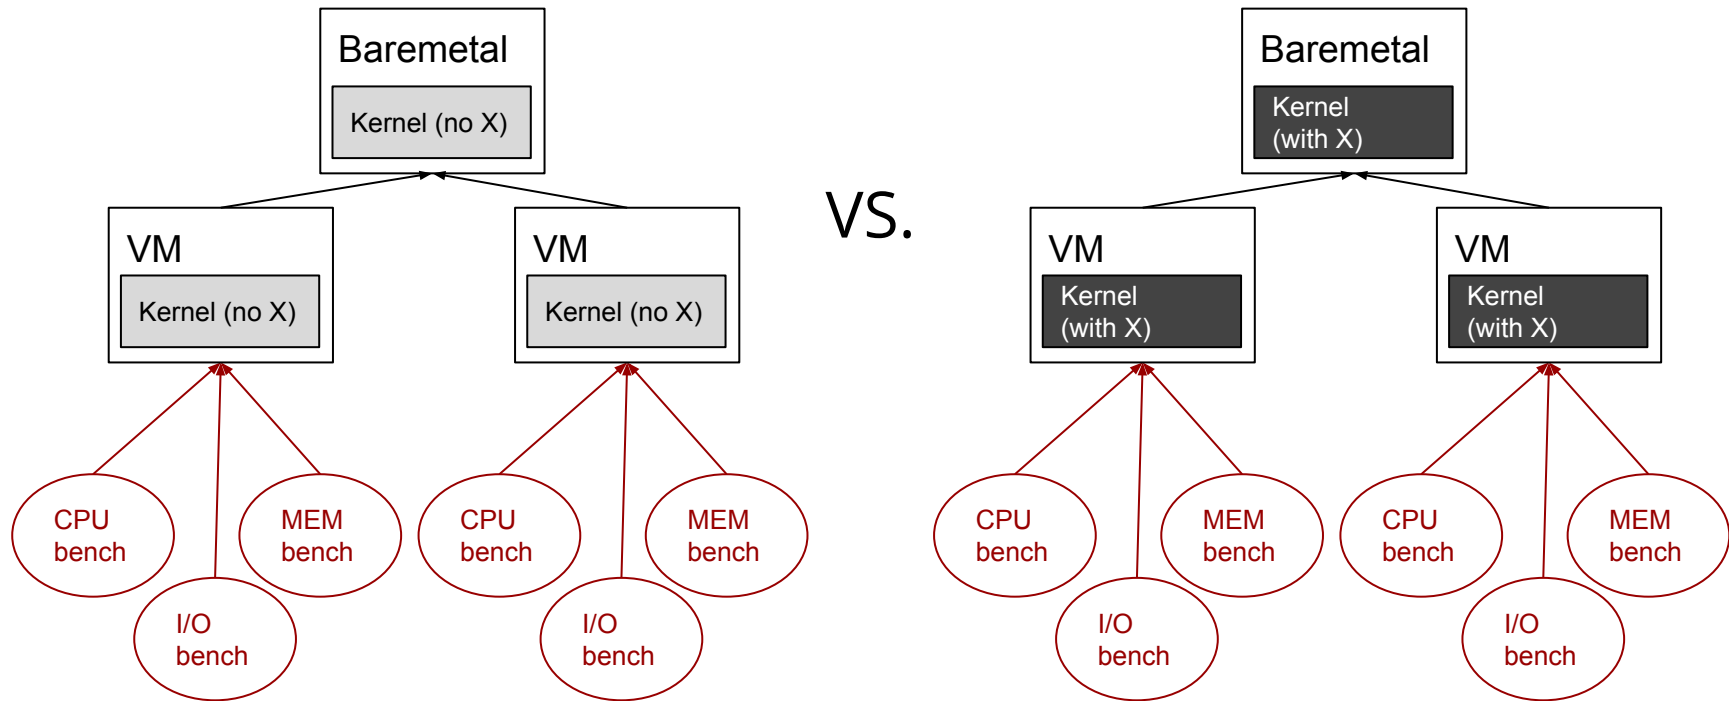 Baremetal
Kernel (no X)
VM
Kernel (no X)
VM
Kernel (no X)
CPU
bench
I/O
bench
MEM
bench
CPU
bench
I/O
bench
MEM
bench
VS.
Baremetal
Kernel
(with X)
VM
Kernel
(with X)
VM
Kernel
(with X)
CPU
bench
I/O
bench
MEM
bench
CPU
bench
I/O
bench
MEM
bench